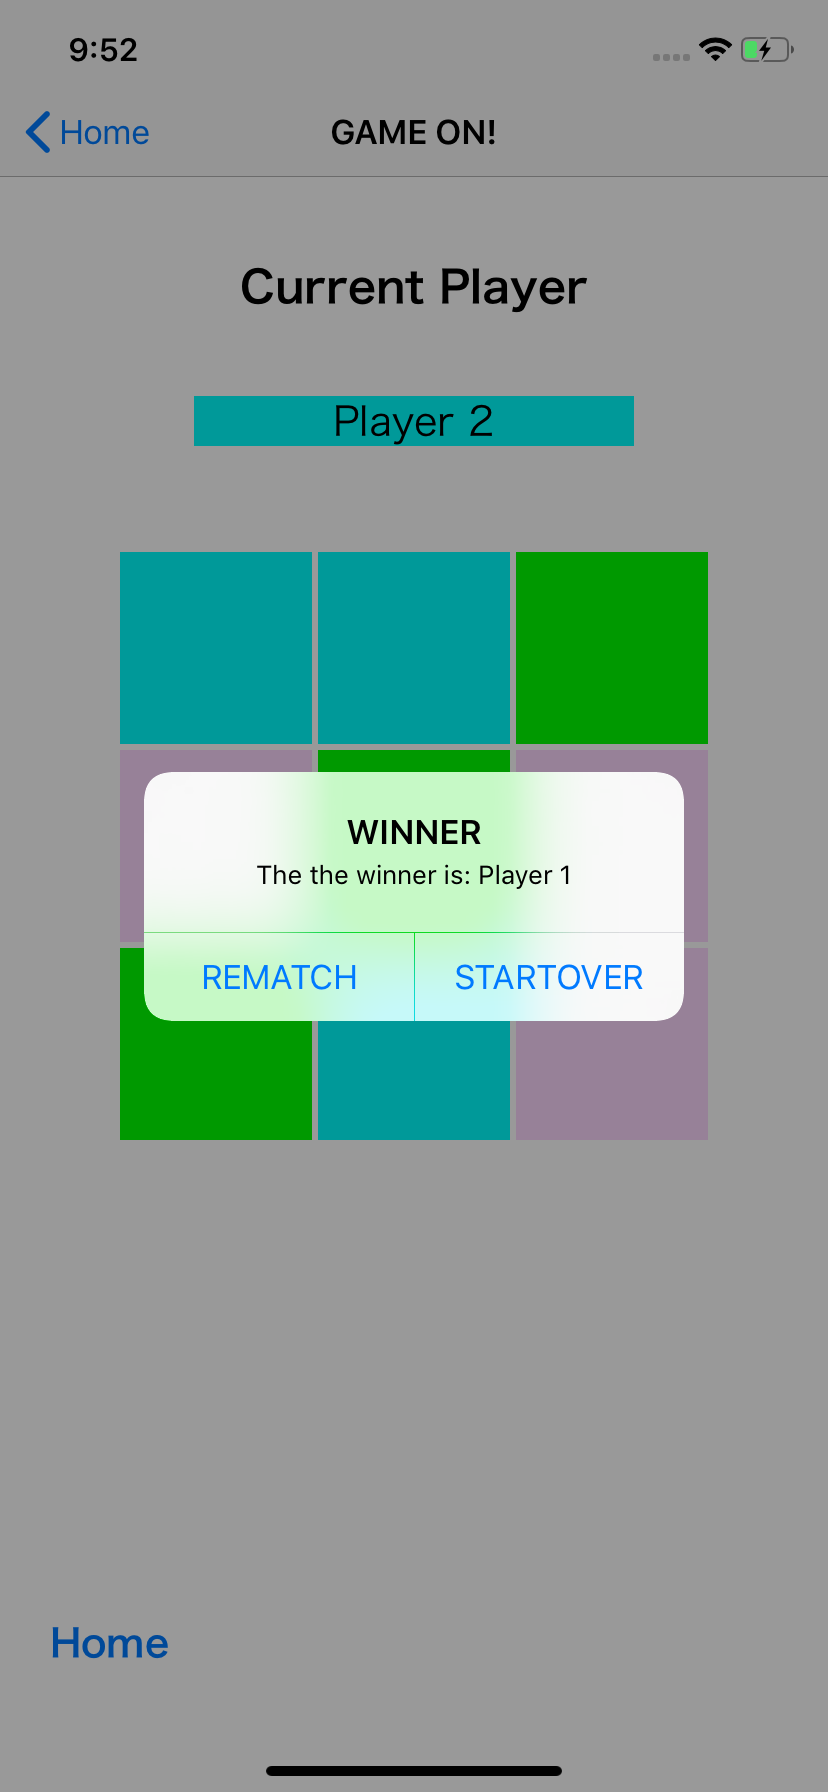 9:52
Home
GAME ON!
Current Player
Player 2
WINNER
The the winner is: Player 1
REMATCH
STARTOVER
Home